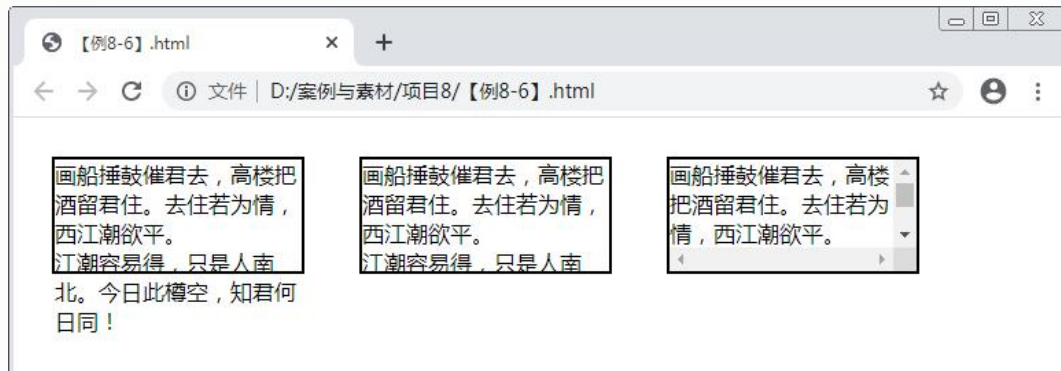 【例8-6】.html
文件 D:/案例与素材/项目8/【例8-6】.html
画船捶鼓催君去，高楼把
酒留君住。去住若为情，
西江潮欲平。
江潮容易得，只是人南
北。今日此樽空，知君何
日同！
画船捶鼓催君去，高楼把
酒留君住。去住若为情，
西江潮欲平。
江潮容易得，只是人南
画船捶鼓催君去，高楼
把酒留君住。去住若为
情，西江潮欲平。